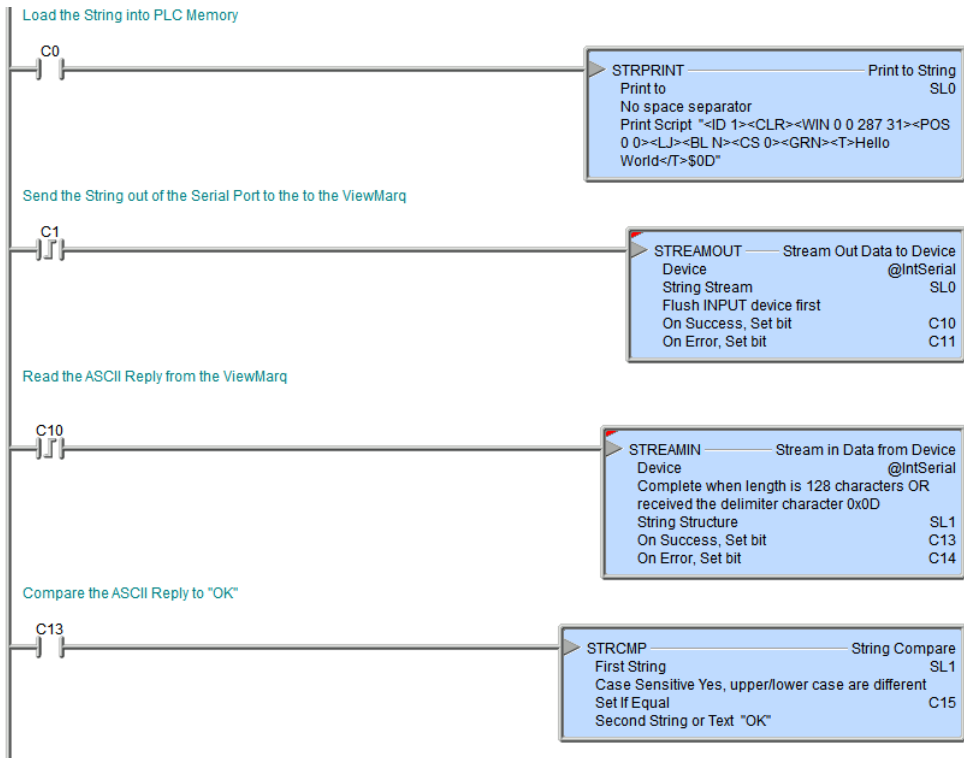 Load the String into PLC Memory
C0
STRPRINT Print to String
Print to SL0
No space separator
Print Script "<ID 1><CLR><WIN 0 0 287 31><POS
0 0><LJ><BL N><CS 0><GRN><T>Hello
World</T>$0D"
Send the String out of the Serial Port to the to the ViewMarq
C1
STREAMOUT Stream Out Data to Device
Device @IntSerial
String Stream SL0
Flush INPUT device first
On Success, Set bit C10
On Error, Set bit C11
Read the ASCII Reply from the ViewMarq
C10
STREAMIN Stream in Data from Device
Device @IntSerial
Complete when length is 128 characters OR
received the delimiter character 0x0D
String Structure SL1
On Success, Set bit C13
On Error, Set bit C14
Compare the ASCII Reply to "OK"
C13
STRCMP String Compare
First String SL1
Case Sensitive Yes, upper/lower case are different
Set If Equal C15
Second String or Text "OK"